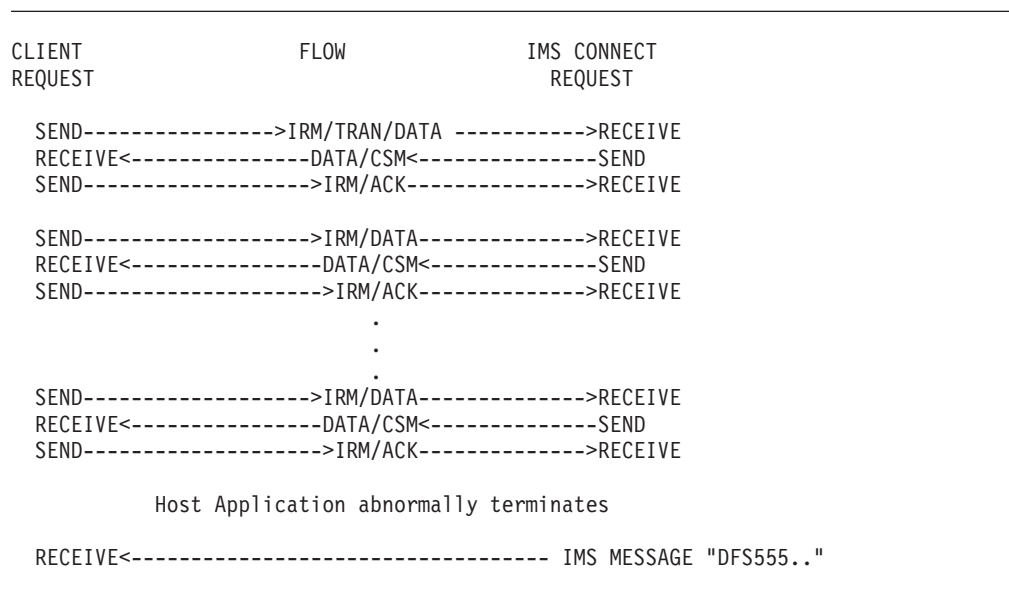 CLIENT                        FLOW                  IMS CONNECT
REQUEST                                               REQUEST
SEND---------------->IRM/TRAN/DATA ----------->RECEIVE
RECEIVE<---------------DATA/CSM<---------------SEND
SEND------------------->IRM/ACK--------------->RECEIVE
SEND------------------->IRM/DATA-------------->RECEIVE
RECEIVE<----------------DATA/CSM<--------------SEND
SEND-------------------->IRM/ACK-------------->RECEIVE
.
.
.
SEND------------------->IRM/DATA-------------->RECEIVE
RECEIVE<----------------DATA/CSM<--------------SEND
SEND-------------------->IRM/ACK-------------->RECEIVE
Host Application abnormally terminates
RECEIVE<----------------------------------- IMS MESSAGE "DFS555.."